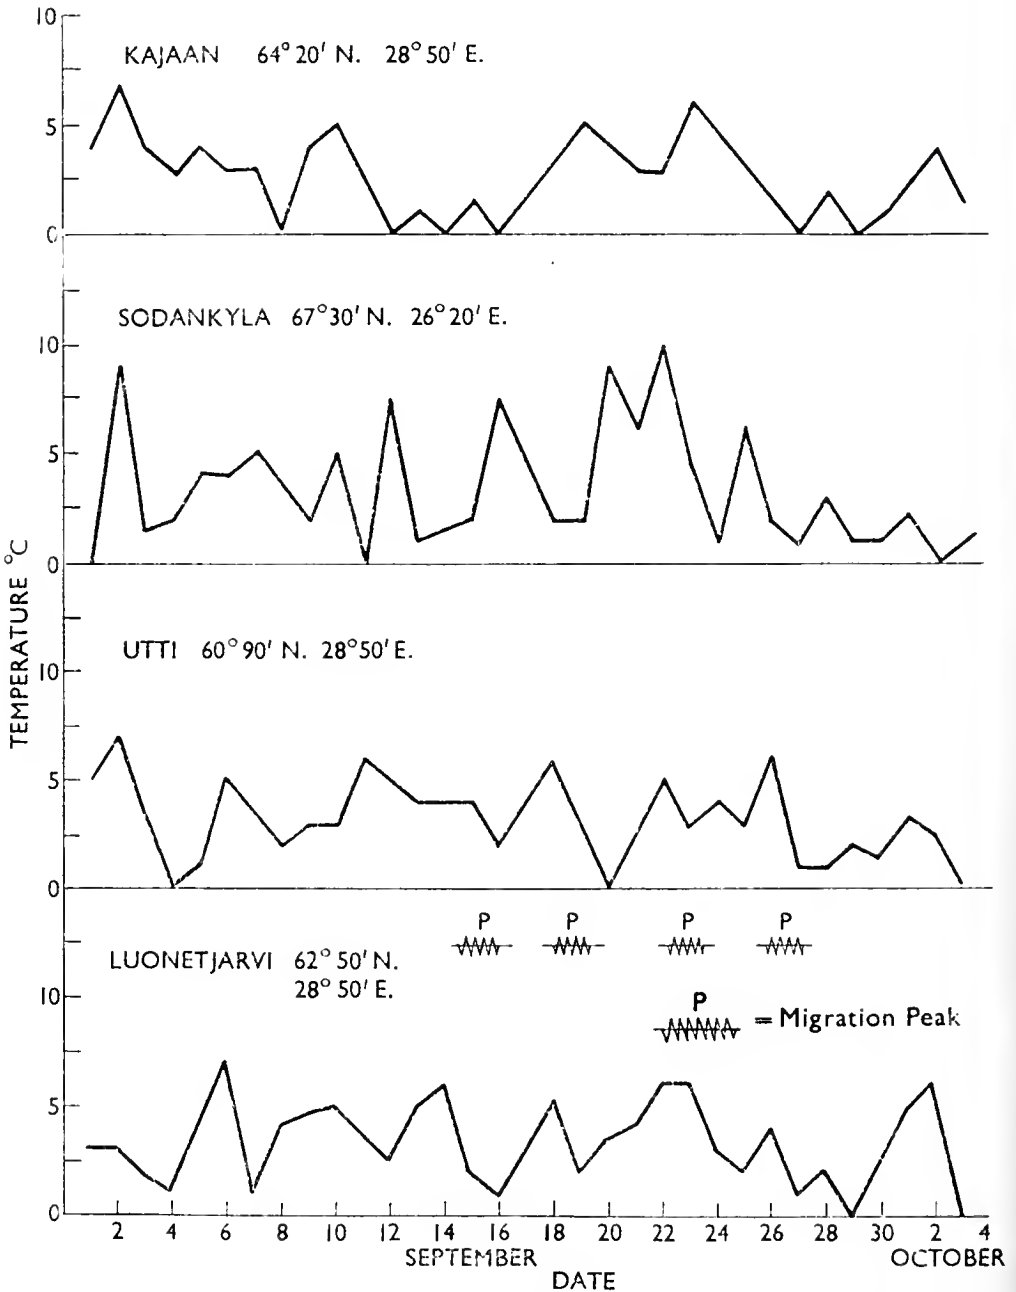 10
KAJAAN 64° 20' N. 28° 50' E.
5
0
SODANKYLA 67°30' N. 26°20' E.
10
5
0
TEMPERATURE °C
UTTI 60°90' N. 28°50' E.
10
5
0
P P P P
LUONETJARVI 62° 50' N.
28° 50' E.
10
P
= Migration Peak
5
0
2 4 6 8 10 12 14 16 18 20 22 24 26 28 30 2 4
SEPTEMBER OCTOBER
DATE